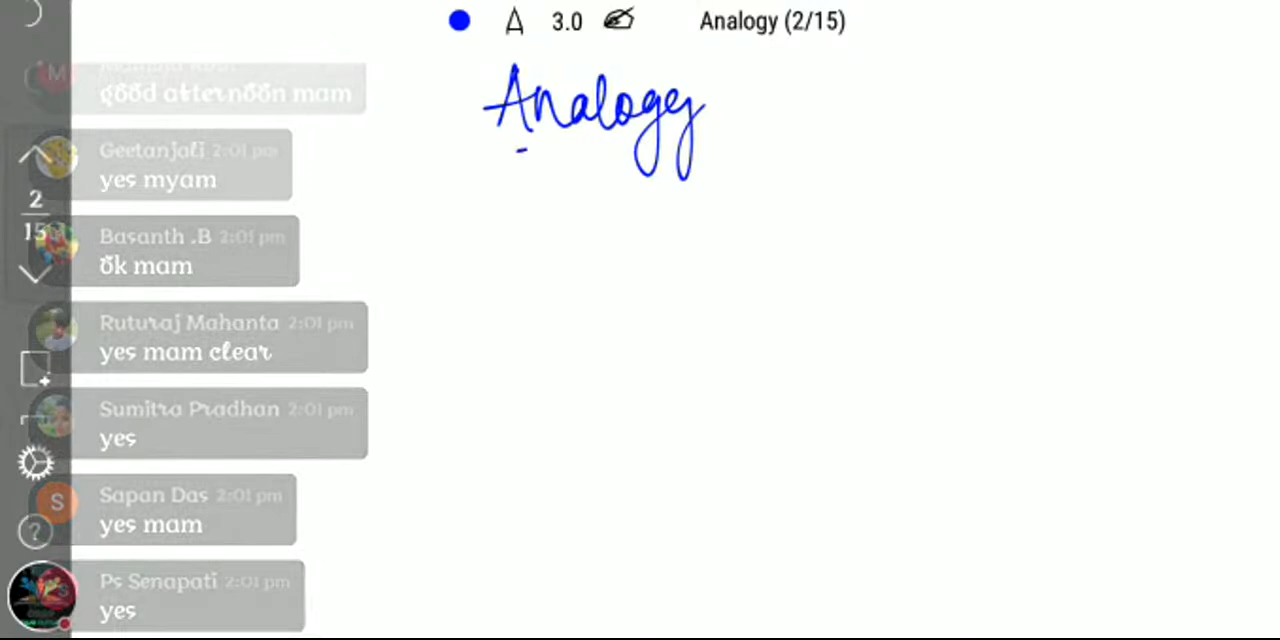 3.0 Analogy (2/15)
Analogy
good afternoon mam
Geetanjali 2:01 pm
yes myam
2
15
Basanth .B 2:01 pm
ok mam
Ruturaj Mahanta 2:01 pm
yes mam clear
Sumitra Pradhan 2:01 pm
yes
S
Sapan Das 2:01 pm
yes mam
?
Ps Senapati 2:01 pm
yes